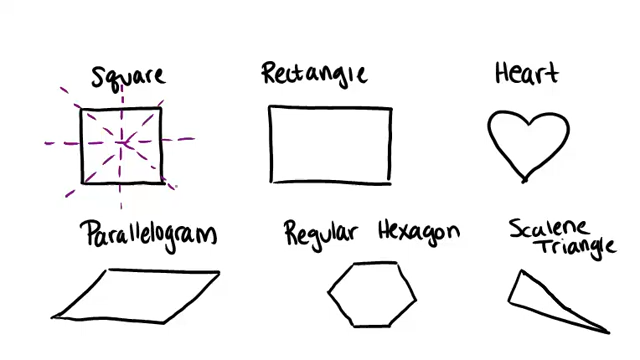 Square
Rectangle
Heart
Parallelogram
Regular Hexagon
Scalene
Triangle